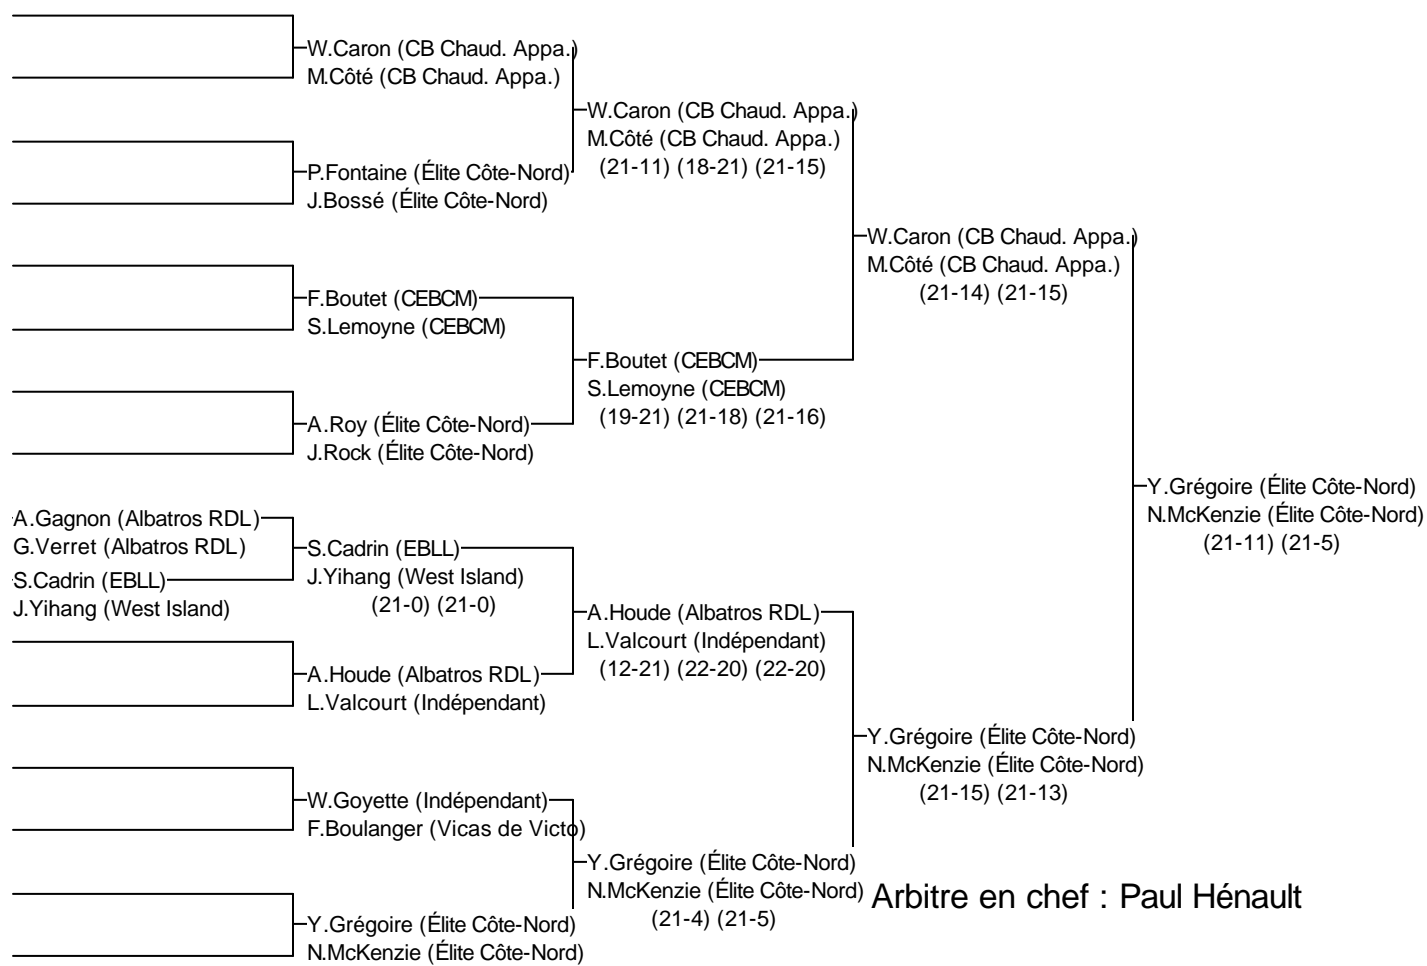 W.Caron (CB Chaud. Appa.)
M.Côté (CB Chaud. Appa.)
P.Fontaine (Élite Côte-Nord)
J.Bossé (Élite Côte-Nord)
F.Boutet (CEBCM)
S.Lemoyne (CEBCM)
A.Roy (Élite Côte-Nord)
J.Rock (Élite Côte-Nord)
A.Gagnon (Albatros RDL)
G.Verret (Albatros RDL)
S.Cadrin (EBLL)
J.Yihang (West Island)
S.Cadrin (EBLL)
J.Yihang (West Island)
(21-0) (21-0)
A.Houde (Albatros RDL)
L.Valcourt (Indépendant)
W.Goyette (Indépendant)
F.Boulanger (Vicas de Victo)
Y.Grégoire (Élite Côte-Nord)
N.McKenzie (Élite Côte-Nord)
W.Caron (CB Chaud. Appa.)
M.Côté (CB Chaud. Appa.)
(21-11) (18-21) (21-15)
F.Boutet (CEBCM)
S.Lemoyne (CEBCM)
(19-21) (21-18) (21-16)
A.Houde (Albatros RDL)
L.Valcourt (Indépendant)
(12-21) (22-20) (22-20)
Y.Grégoire (Élite Côte-Nord)
N.McKenzie (Élite Côte-Nord)
(21-4) (21-5)
W.Caron (CB Chaud. Appa.)
M.Côté (CB Chaud. Appa.)
(21-14) (21-15)
Y.Grégoire (Élite Côte-Nord)
N.McKenzie (Élite Côte-Nord)
(21-15) (21-13)
Y.Grégoire (Élite Côte-Nord)
N.McKenzie (Élite Côte-Nord)
(21-11) (21-5)
Arbitre en chef : Paul Hénault